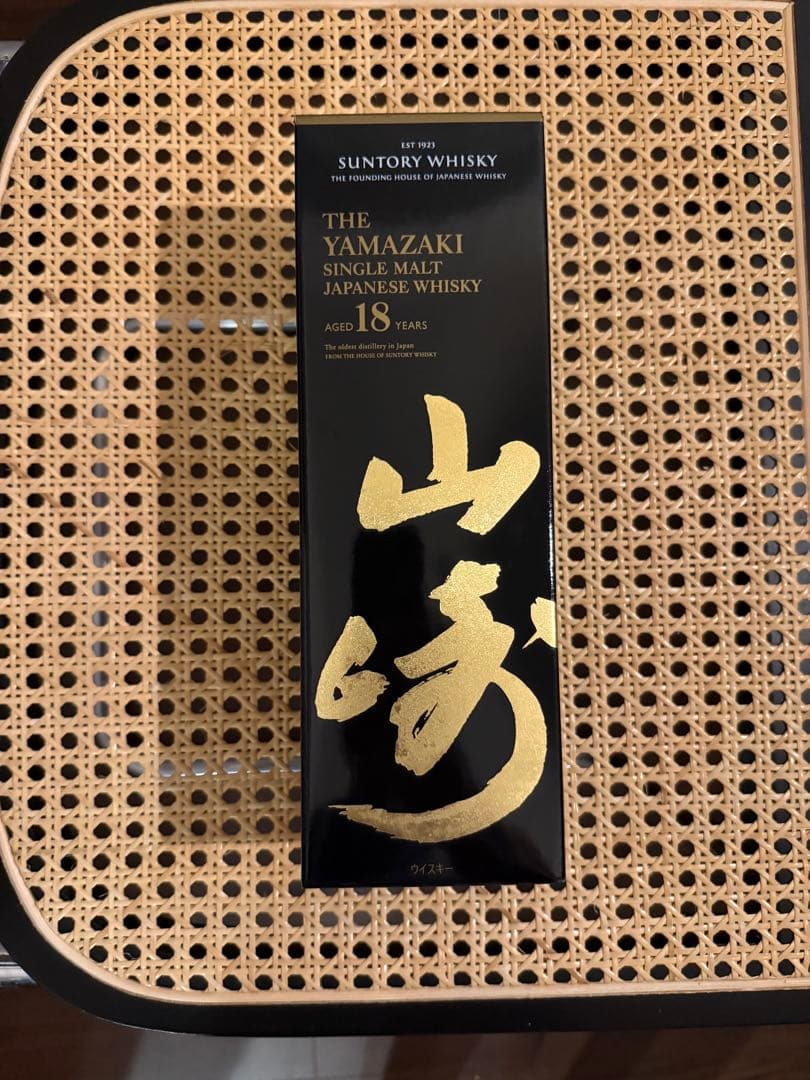 EST 1923
SUNTORY WHISKY
THE FOUNDING HOUSE OF JAPANESE WHISKY
THE
YAMAZAKI
SINGLE MALT
JAPANESE WHISKY
AGED 18 YEARS
The oldest distillery in Japan
FROM THE HOUSE OF SUNTORY WHISKY
山
崎
ウイスキー